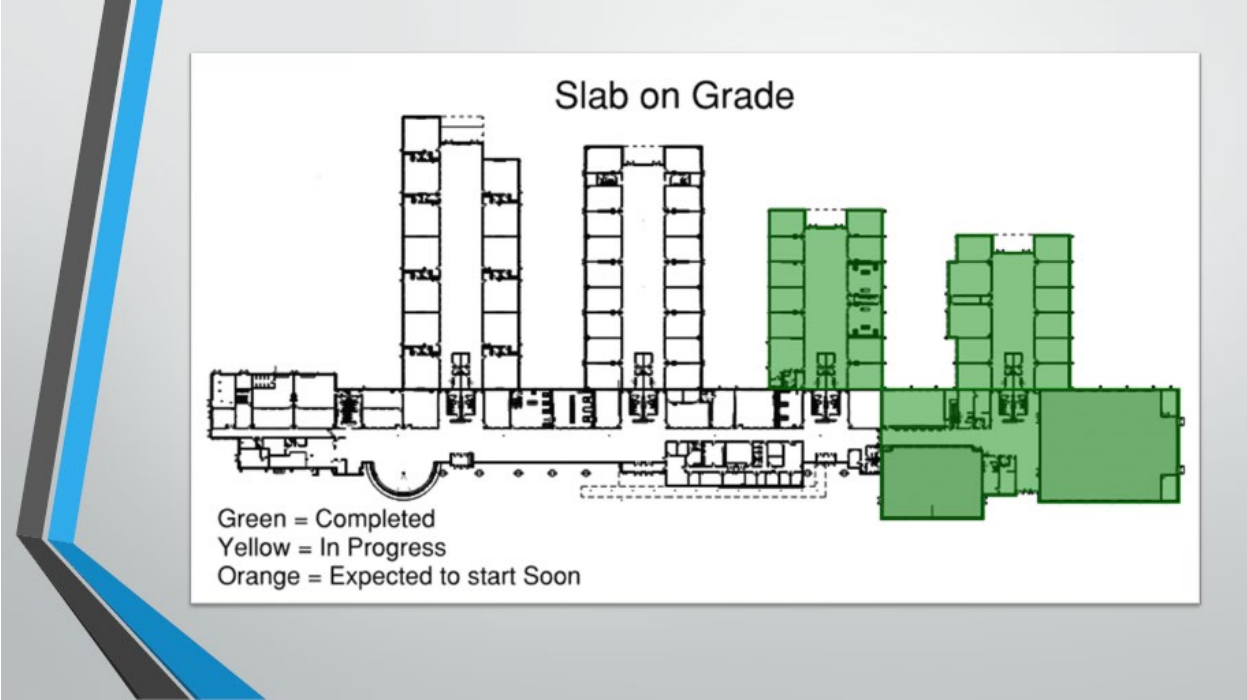 Slab on Grade
Green = Completed
Yellow = In Progress
Orange = Expected to start Soon